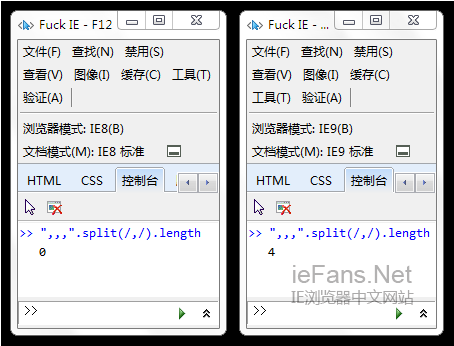 Fuck IE - F12
文件(F) 查找(N) 禁用(S)
查看(V) 图像(I) 缓存(C) 工具(T)
验证(A)
浏览器模式: IE8(B)
文档模式(M): IE8 标准
HTML CSS 控制台
>> ",,,".split(/,/).length
0
>>
Fuck IE - ...
文件(F) 查找(N) 禁用(S)
查看(V) 图像(I) 缓存(C)
工具(T) 验证(A)
浏览器模式: IE9(B)
文档模式(M): IE9 标准
HTML CSS 控制台
>> ",,,".split(/,/).length
4
ieFans.Net
IE浏览器中文网站
>>